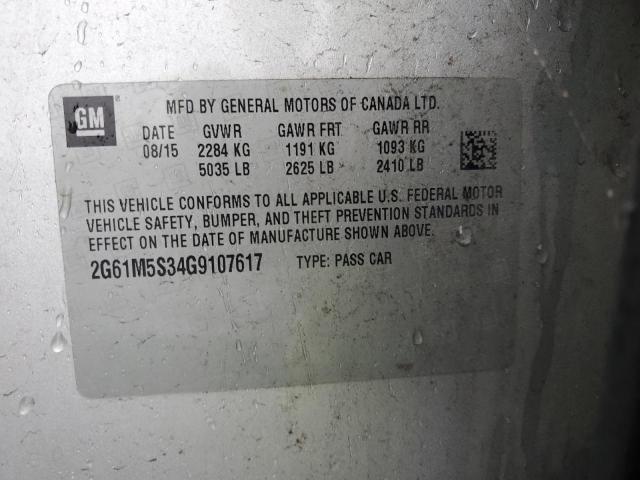 GM
MFD BY GENERAL MOTORS OF CANADA LTD.
DATE GVWR GAWR FRT GAWR RR
08/15 2284 KG 1191 KG 1093 KG
5035 LB 2625 LB 2410 LB
THIS VEHICLE CONFORMS TO ALL APPLICABLE U.S. FEDERAL MOTOR
VEHICLE SAFETY, BUMPER, AND THEFT PREVENTION STANDARDS IN
EFFECT ON THE DATE OF MANUFACTURE SHOWN ABOVE.
2G61M5S34G9107617 TYPE: PASS CAR